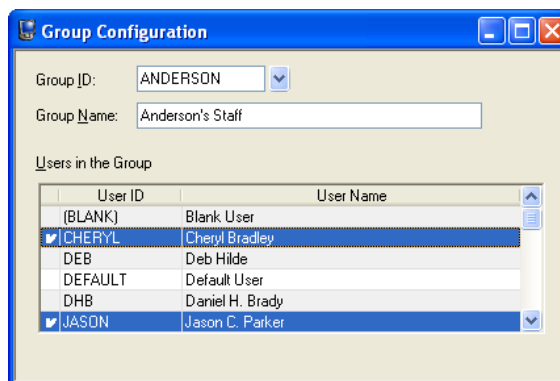 Group Configuration
Group ID: ANDERSON
Group Name: Anderson's Staff
Users in the Group
User ID User Name
(BLANK) Blank User
CHERYL Cheryl Bradley
DEB Deb Hilde
DEFAULT Default User
DHB Daniel H. Brady
JASON Jason C. Parker